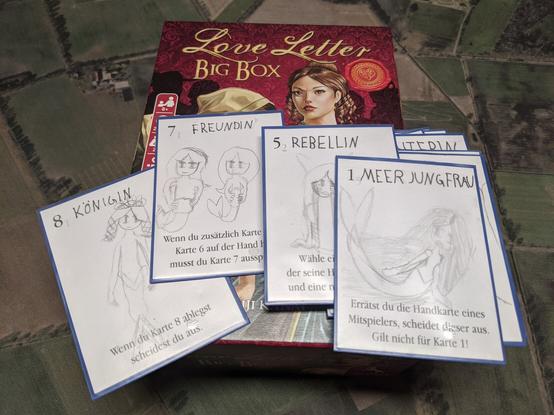 Love Letter
BIG BOX
7 FREUNDIN
Wenn du zusätzlich Karte
Karte 6 auf der Hand
musst du Karte 7
5 REBELLIN
Wähle
der seine
und eine
1 MEERJUNGFRAU
Errätst du die Handkarte eines
Mitspielers, scheidet dieser aus.
Gilt nicht für Karte 1!
8 KÖNIGIN
Wenn du Karte 8 ablegst
scheidest du aus.
BIG BOX